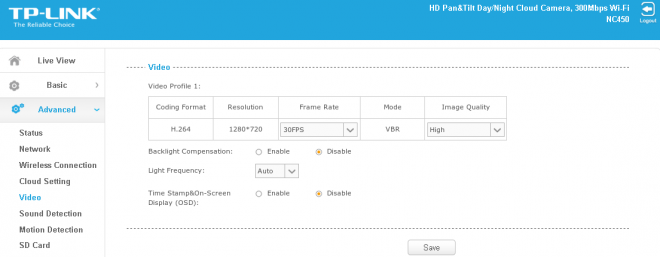 TP-LINK®
The Reliable Choice
HD Pan&Tilt Day/Night Cloud Camera, 300Mbps Wi-Fi
NC450
Logout
Live View
Basic
Advanced
Status
Network
Wireless Connection
Cloud Setting
Video
Sound Detection
Motion Detection
SD Card
Video
Video Profile 1:
Coding Format Resolution Frame Rate Mode Image Quality
H.264 1280*720 30FPS VBR High
Backlight Compensation: Enable Disable
Light Frequency: Auto
Time Stamp&On-Screen
Display (OSD): Enable Disable
Save